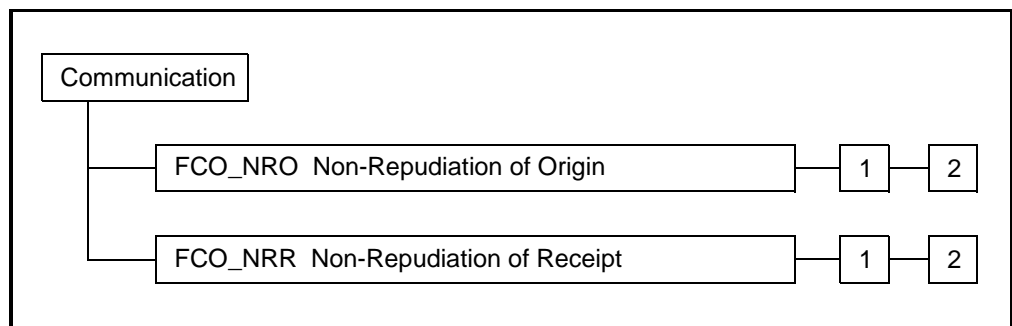 Communication
FCO_NRO Non-Repudiation of Origin 1 2
FCO_NRR Non-Repudiation of Receipt 1 2